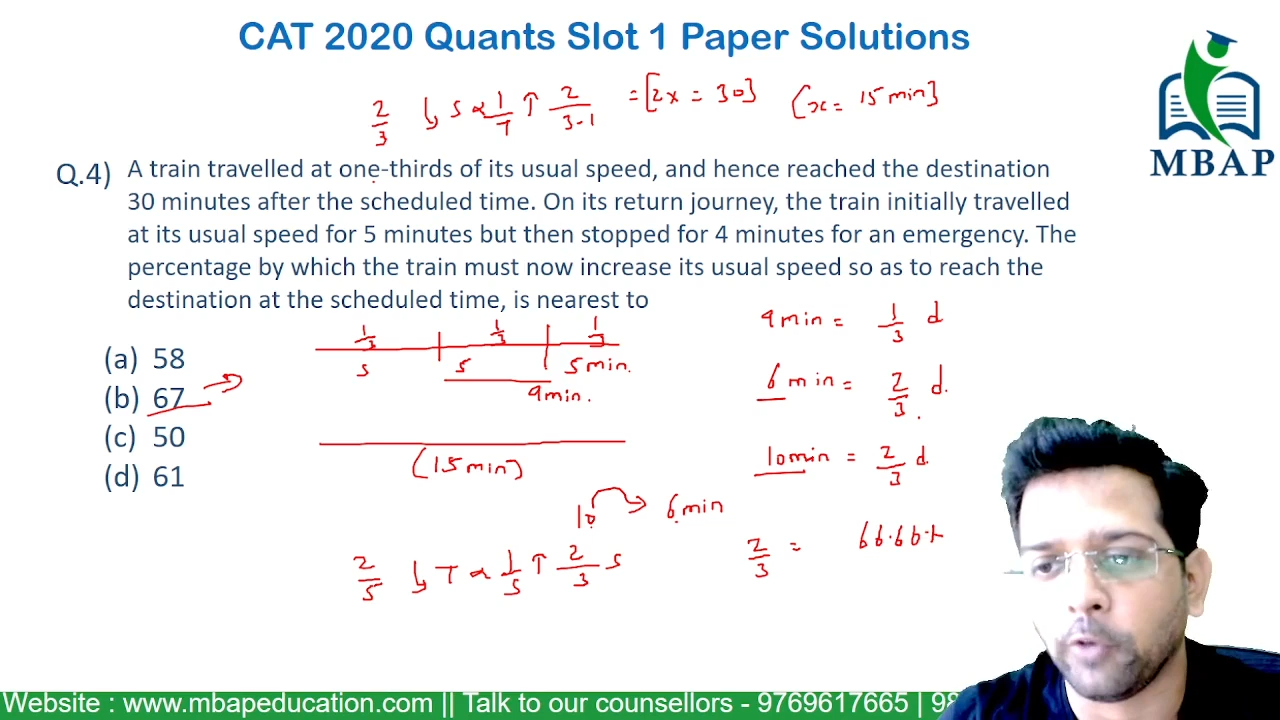 CAT 2020 Quants Slot 1 Paper Solutions
MBAP
2/3 ↳ S ∝ 1/T ↑ 2/3-1 = [2x = 30] [x = 15 min]
Q.4) A train travelled at one-thirds of its usual speed, and hence reached the destination
30 minutes after the scheduled time. On its return journey, the train initially travelled
at its usual speed for 5 minutes but then stopped for 4 minutes for an emergency. The
percentage by which the train must now increase its usual speed so as to reach the
destination at the scheduled time, is nearest to
(a) 58
(b) 67
(c) 50
(d) 61
1/3 1/3 1/3
5 5 5 min.
9 min.
(15 min)
9 min = 1/3 d
6 min = 2/3 d.
10 min = 2/3 d.
10 → 6 min
2/5 ↳ T ∝ 1/S ↑ 2/3 S
2/3 = 66.66%
Website : www.mbapeducation.com || Talk to our counsellors - 9769617665 | 98